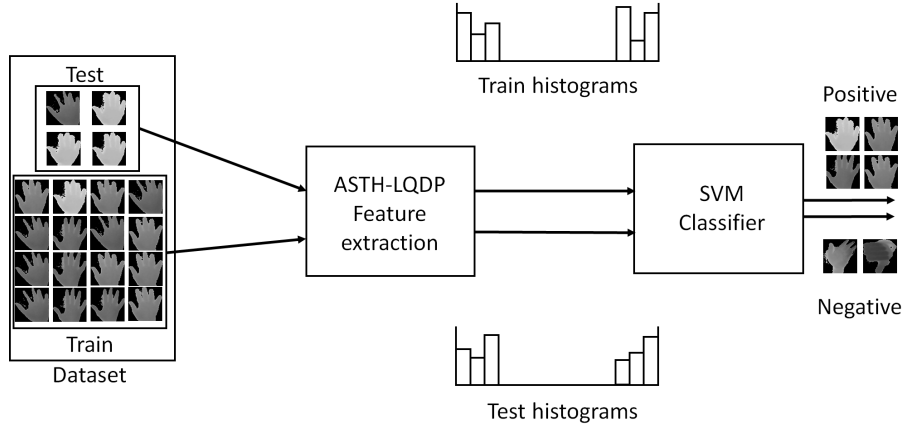 Test
Train
Dataset
ASTH-LQDP
Feature
extraction
Train histograms
Test histograms
SVM
Classifier
Positive
Negative